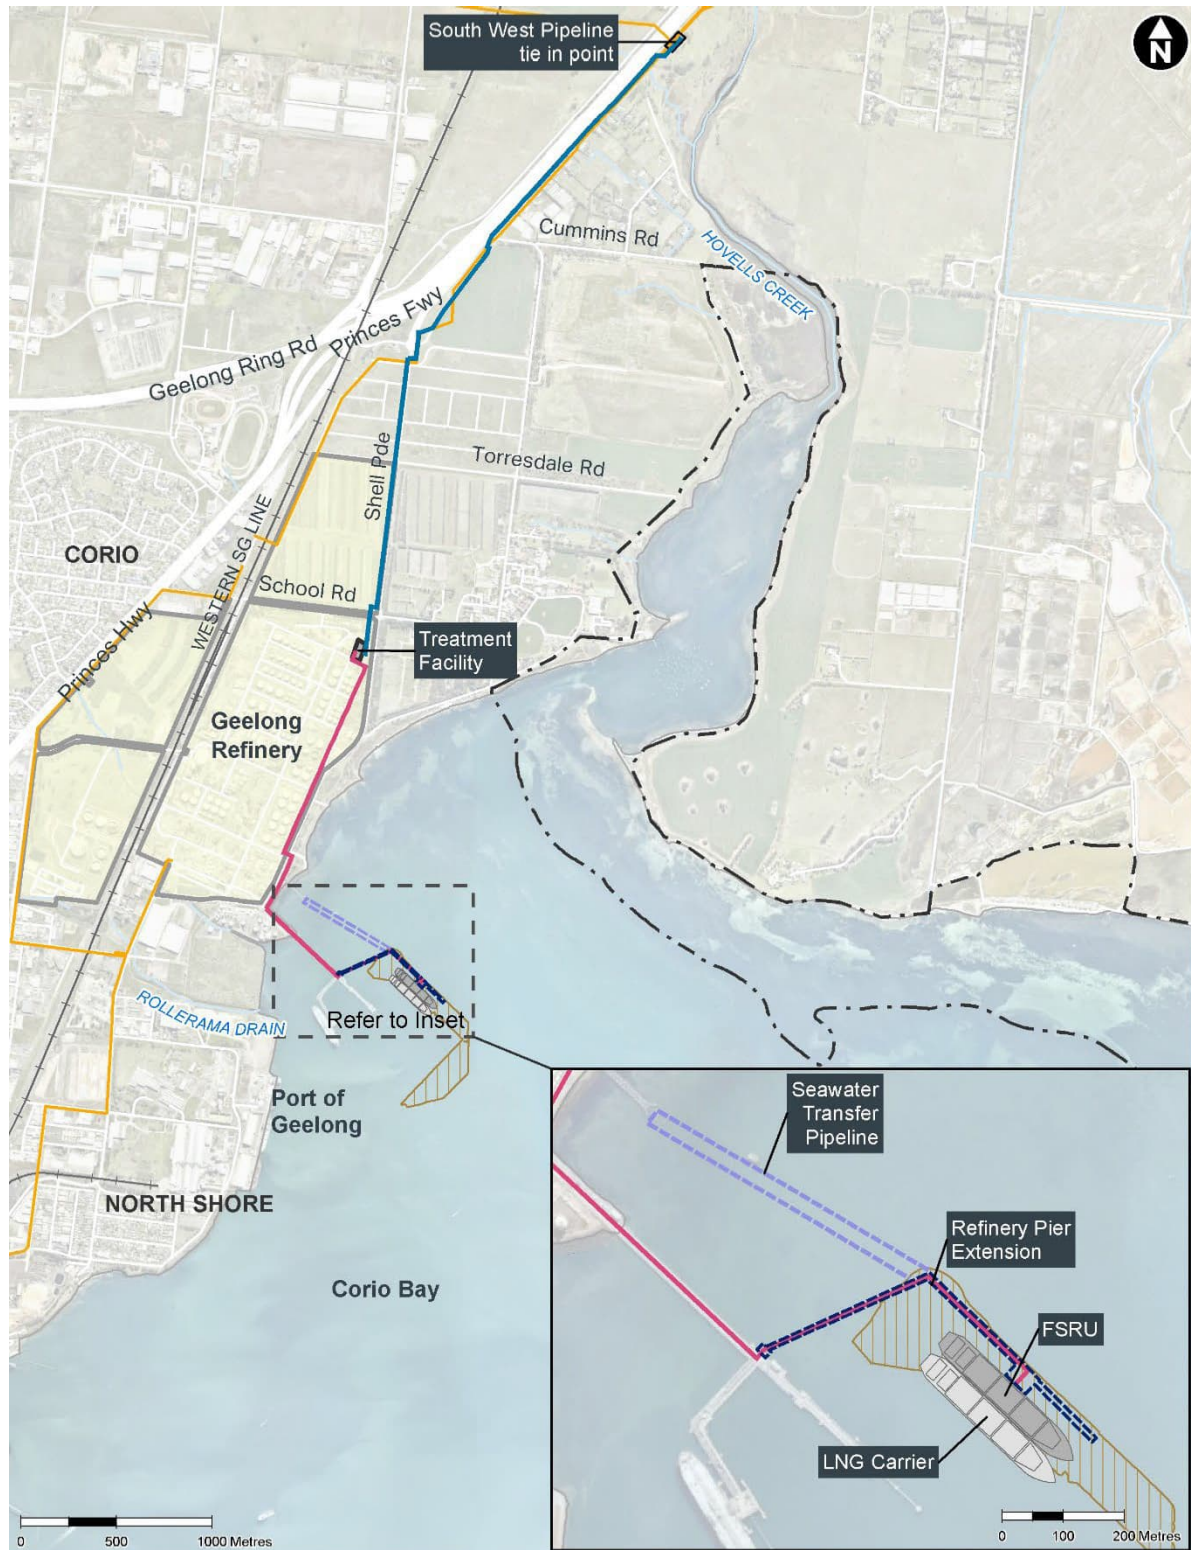 South West Pipeline
tie in point
N
Cummins Rd
HOVELLS CREEK
Princes Fwy
Geelong Ring Rd
Shell Pde
Torresdale Rd
WESTERN SG LINE
CORIO
School Rd
Princes Hwy
Treatment
Facility
Geelong
Refinery
ROLLERAMA DRAIN
Refer to Inset
Port of
Geelong
NORTH SHORE
Corio Bay
Seawater
Transfer
Pipeline
Refinery Pier
Extension
FSRU
LNG Carrier
0 500 1000 Metres
0 100 200 Metres